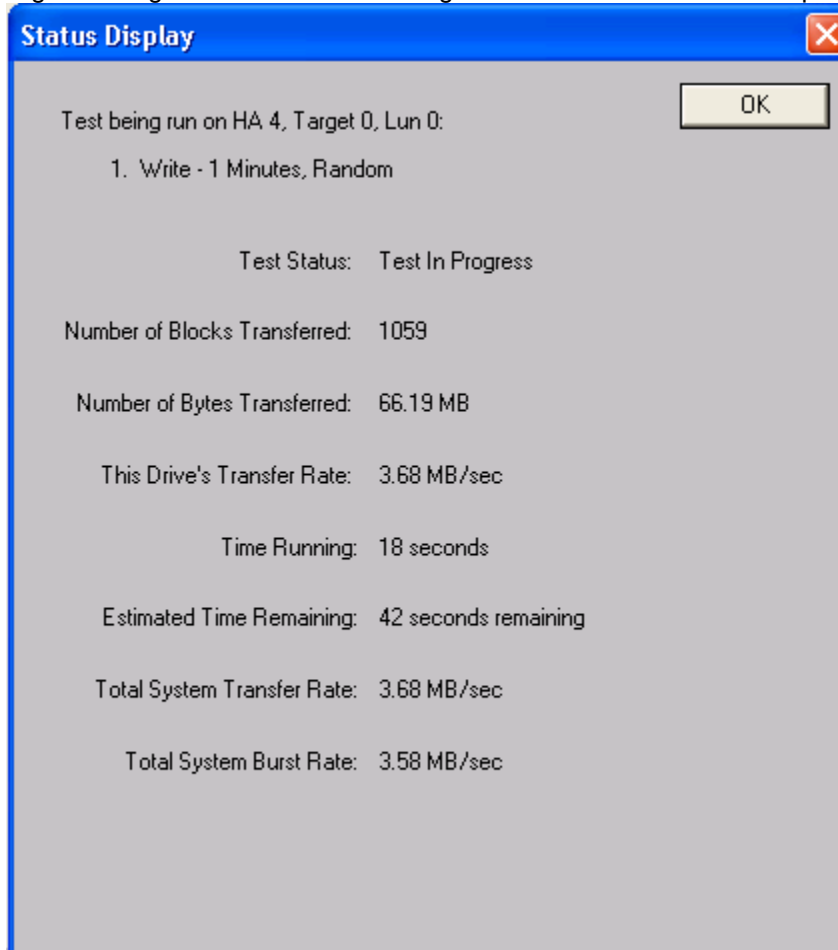 Status Display
OK
Test being run on HA 4, Target 0, Lun 0:
1. Write - 1 Minutes, Random
Test Status: Test In Progress
Number of Blocks Transferred: 1059
Number of Bytes Transferred: 66.19 MB
This Drive's Transfer Rate: 3.68 MB/sec
Time Running: 18 seconds
Estimated Time Remaining: 42 seconds remaining
Total System Transfer Rate: 3.68 MB/sec
Total System Burst Rate: 3.58 MB/sec